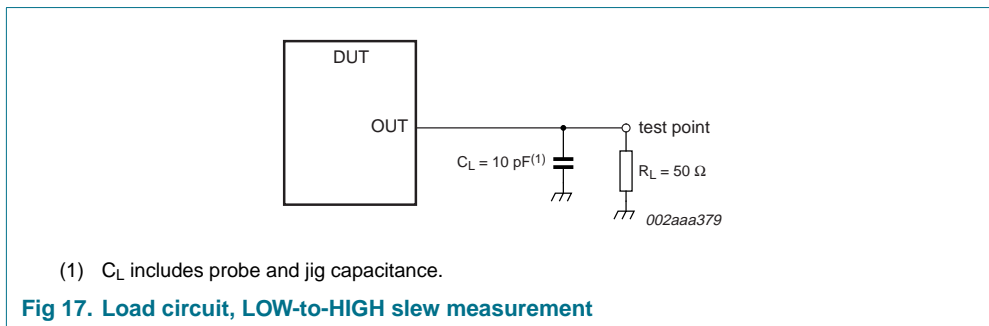 DUT
OUT
test point
C_L = 10 pF(1)
R_L = 50 Ω
002aaa379
(1) C_L includes probe and jig capacitance.
Fig 17. Load circuit, LOW-to-HIGH slew measurement